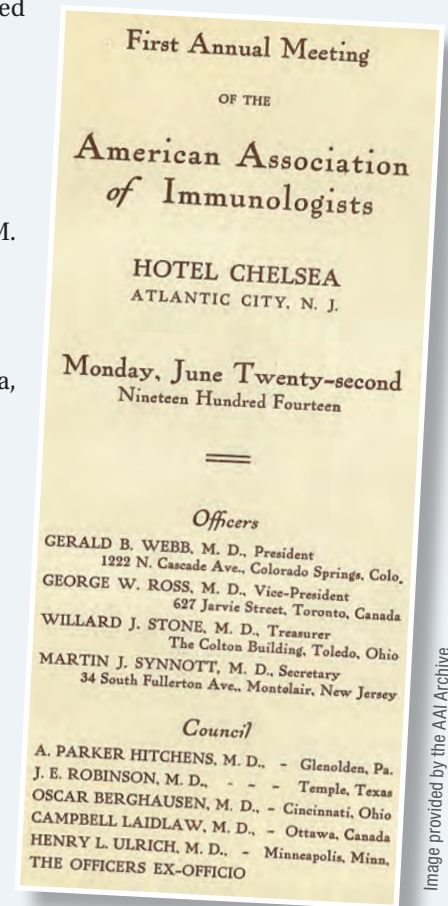 ed
M.
a,
First Annual Meeting
OF THE
American Association
of Immunologists
HOTEL CHELSEA
ATLANTIC CITY, N. J.
Monday, June Twenty-second
Nineteen Hundred Fourteen
Officers
GERALD B. WEBB, M. D., President
1222 N. Cascade Ave., Colorado Springs, Colo.
GEORGE W. ROSS, M. D., Vice-President
627 Jarvie Street, Toronto, Canada
WILLARD J. STONE, M. D., Treasurer
The Colton Building, Toledo, Ohio
MARTIN J. SYNNOTT, M. D., Secretary
34 South Fullerton Ave., Montclair, New Jersey
Council
A. PARKER HITCHENS, M. D., - Glenolden, Pa.
J. E. ROBINSON, M. D., - - - Temple, Texas
OSCAR BERGHAUSEN, M. D., - Cincinnati, Ohio
CAMPBELL LAIDLAW, M. D., - Ottawa, Canada
HENRY L. ULRICH, M. D., - Minneapolis, Minn.
THE OFFICERS EX-OFFICIO
Image provided by the AAI Archive